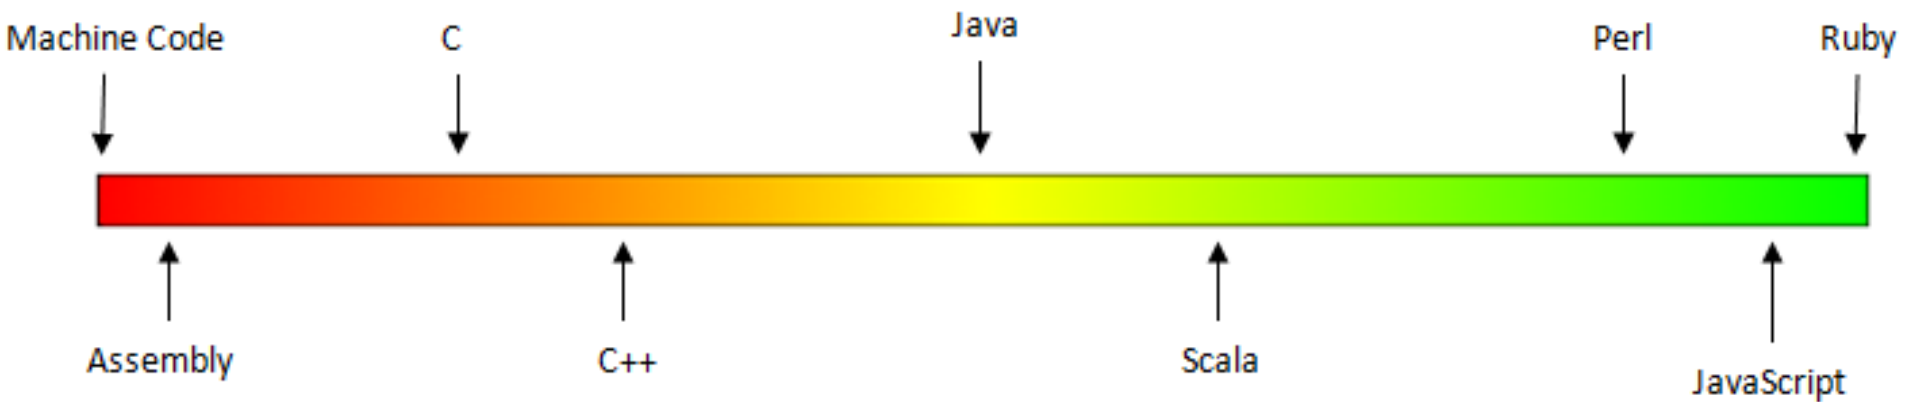 Machine Code
C
Java
Perl
Ruby
Assembly
C++
Scala
JavaScript